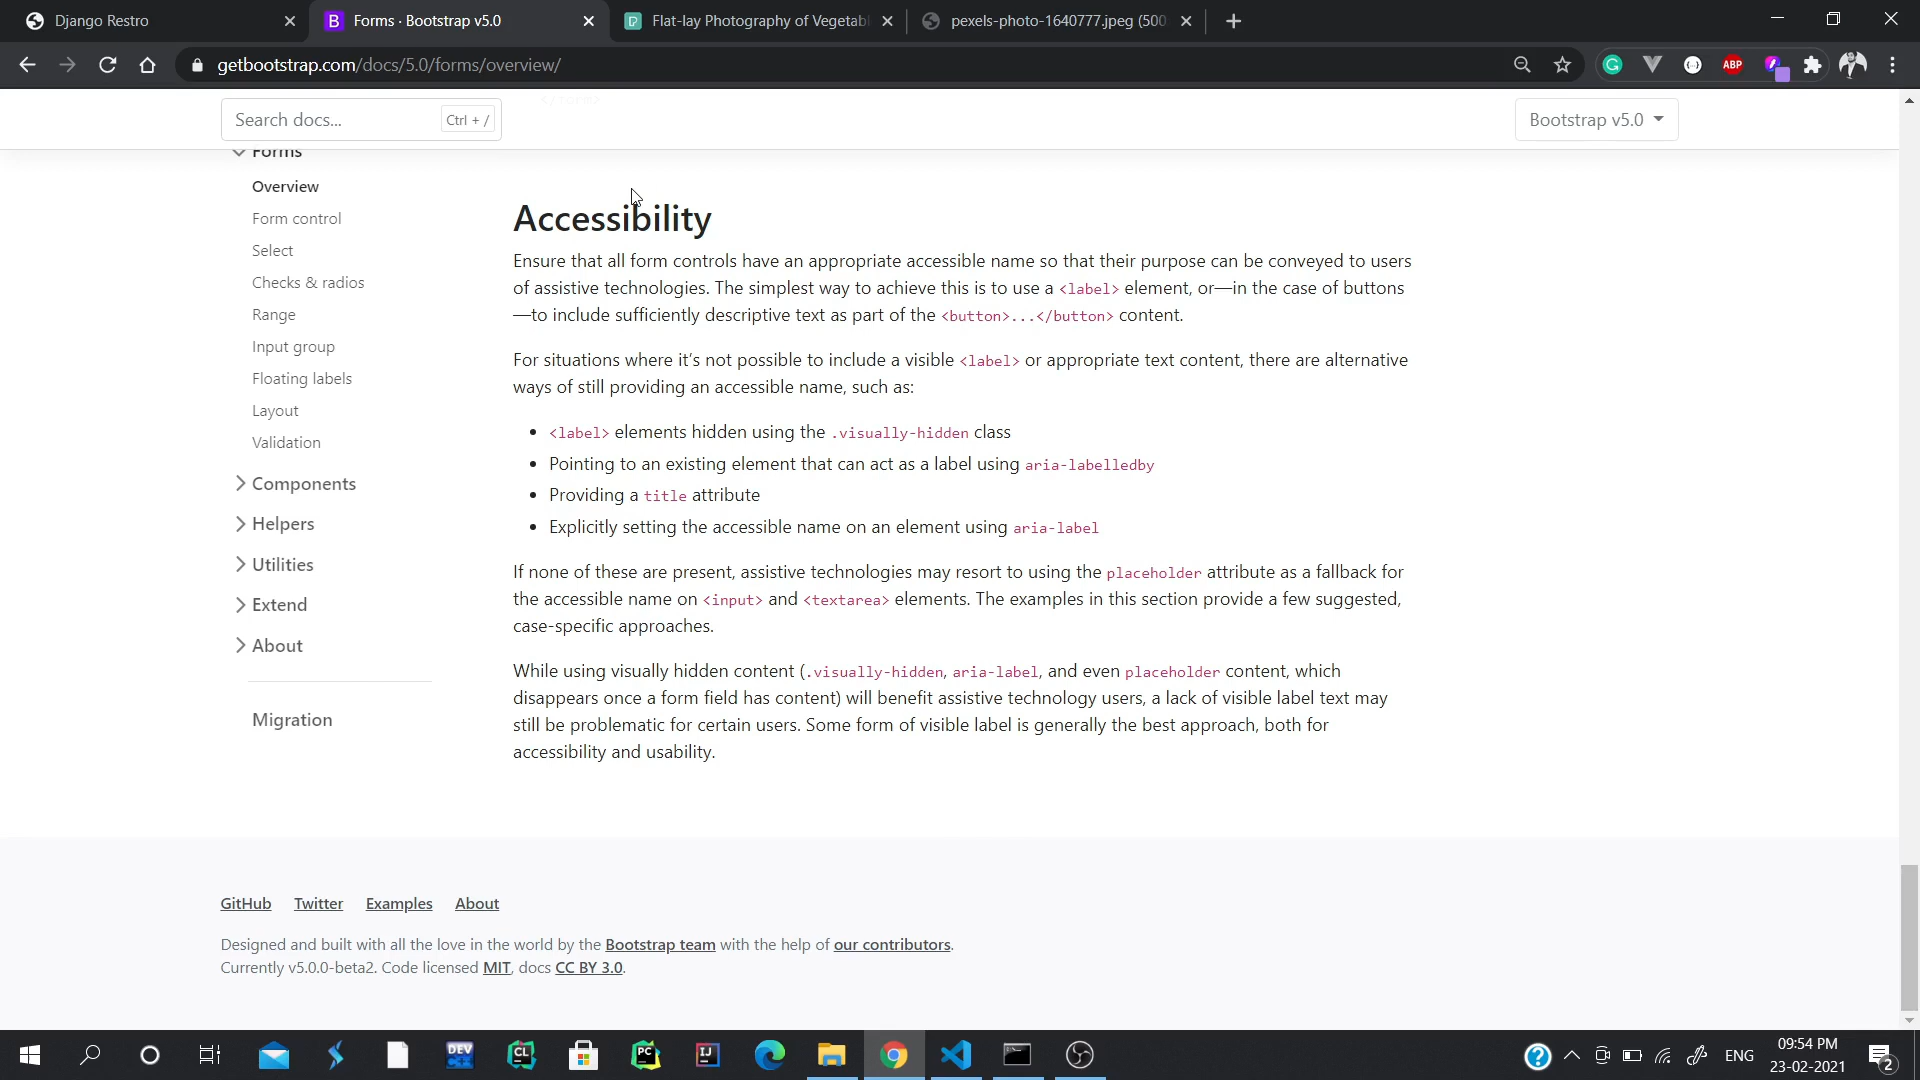 Django Restro
Forms · Bootstrap v5.0
Flat-lay Photography of Vegetabl
pexels-photo-1640777.jpeg (500
getbootstrap.com/docs/5.0/forms/overview/
ABP
Search docs...
Ctrl + /
Bootstrap v5.0
Forms
Overview
Form control
Select
Checks & radios
Range
Input group
Floating labels
Layout
Validation
Components
Helpers
Utilities
Extend
About
Migration
Accessibility
Ensure that all form controls have an appropriate accessible name so that their purpose can be conveyed to users
of assistive technologies. The simplest way to achieve this is to use a <label> element, or—in the case of buttons
—to include sufficiently descriptive text as part of the <button>...</button> content.
For situations where it's not possible to include a visible <label> or appropriate text content, there are alternative
ways of still providing an accessible name, such as:
<label> elements hidden using the .visually-hidden class
Pointing to an existing element that can act as a label using aria-labelledby
Providing a title attribute
Explicitly setting the accessible name on an element using aria-label
If none of these are present, assistive technologies may resort to using the placeholder attribute as a fallback for
the accessible name on <input> and <textarea> elements. The examples in this section provide a few suggested,
case-specific approaches.
While using visually hidden content (.visually-hidden, aria-label, and even placeholder content, which
disappears once a form field has content) will benefit assistive technology users, a lack of visible label text may
still be problematic for certain users. Some form of visible label is generally the best approach, both for
accessibility and usability.
GitHub Twitter Examples About
Designed and built with all the love in the world by the Bootstrap team with the help of our contributors.
Currently v5.0.0-beta2. Code licensed MIT, docs CC BY 3.0.
DEV
CL
PC
IJ
ENG
09:54 PM
23-02-2021
2